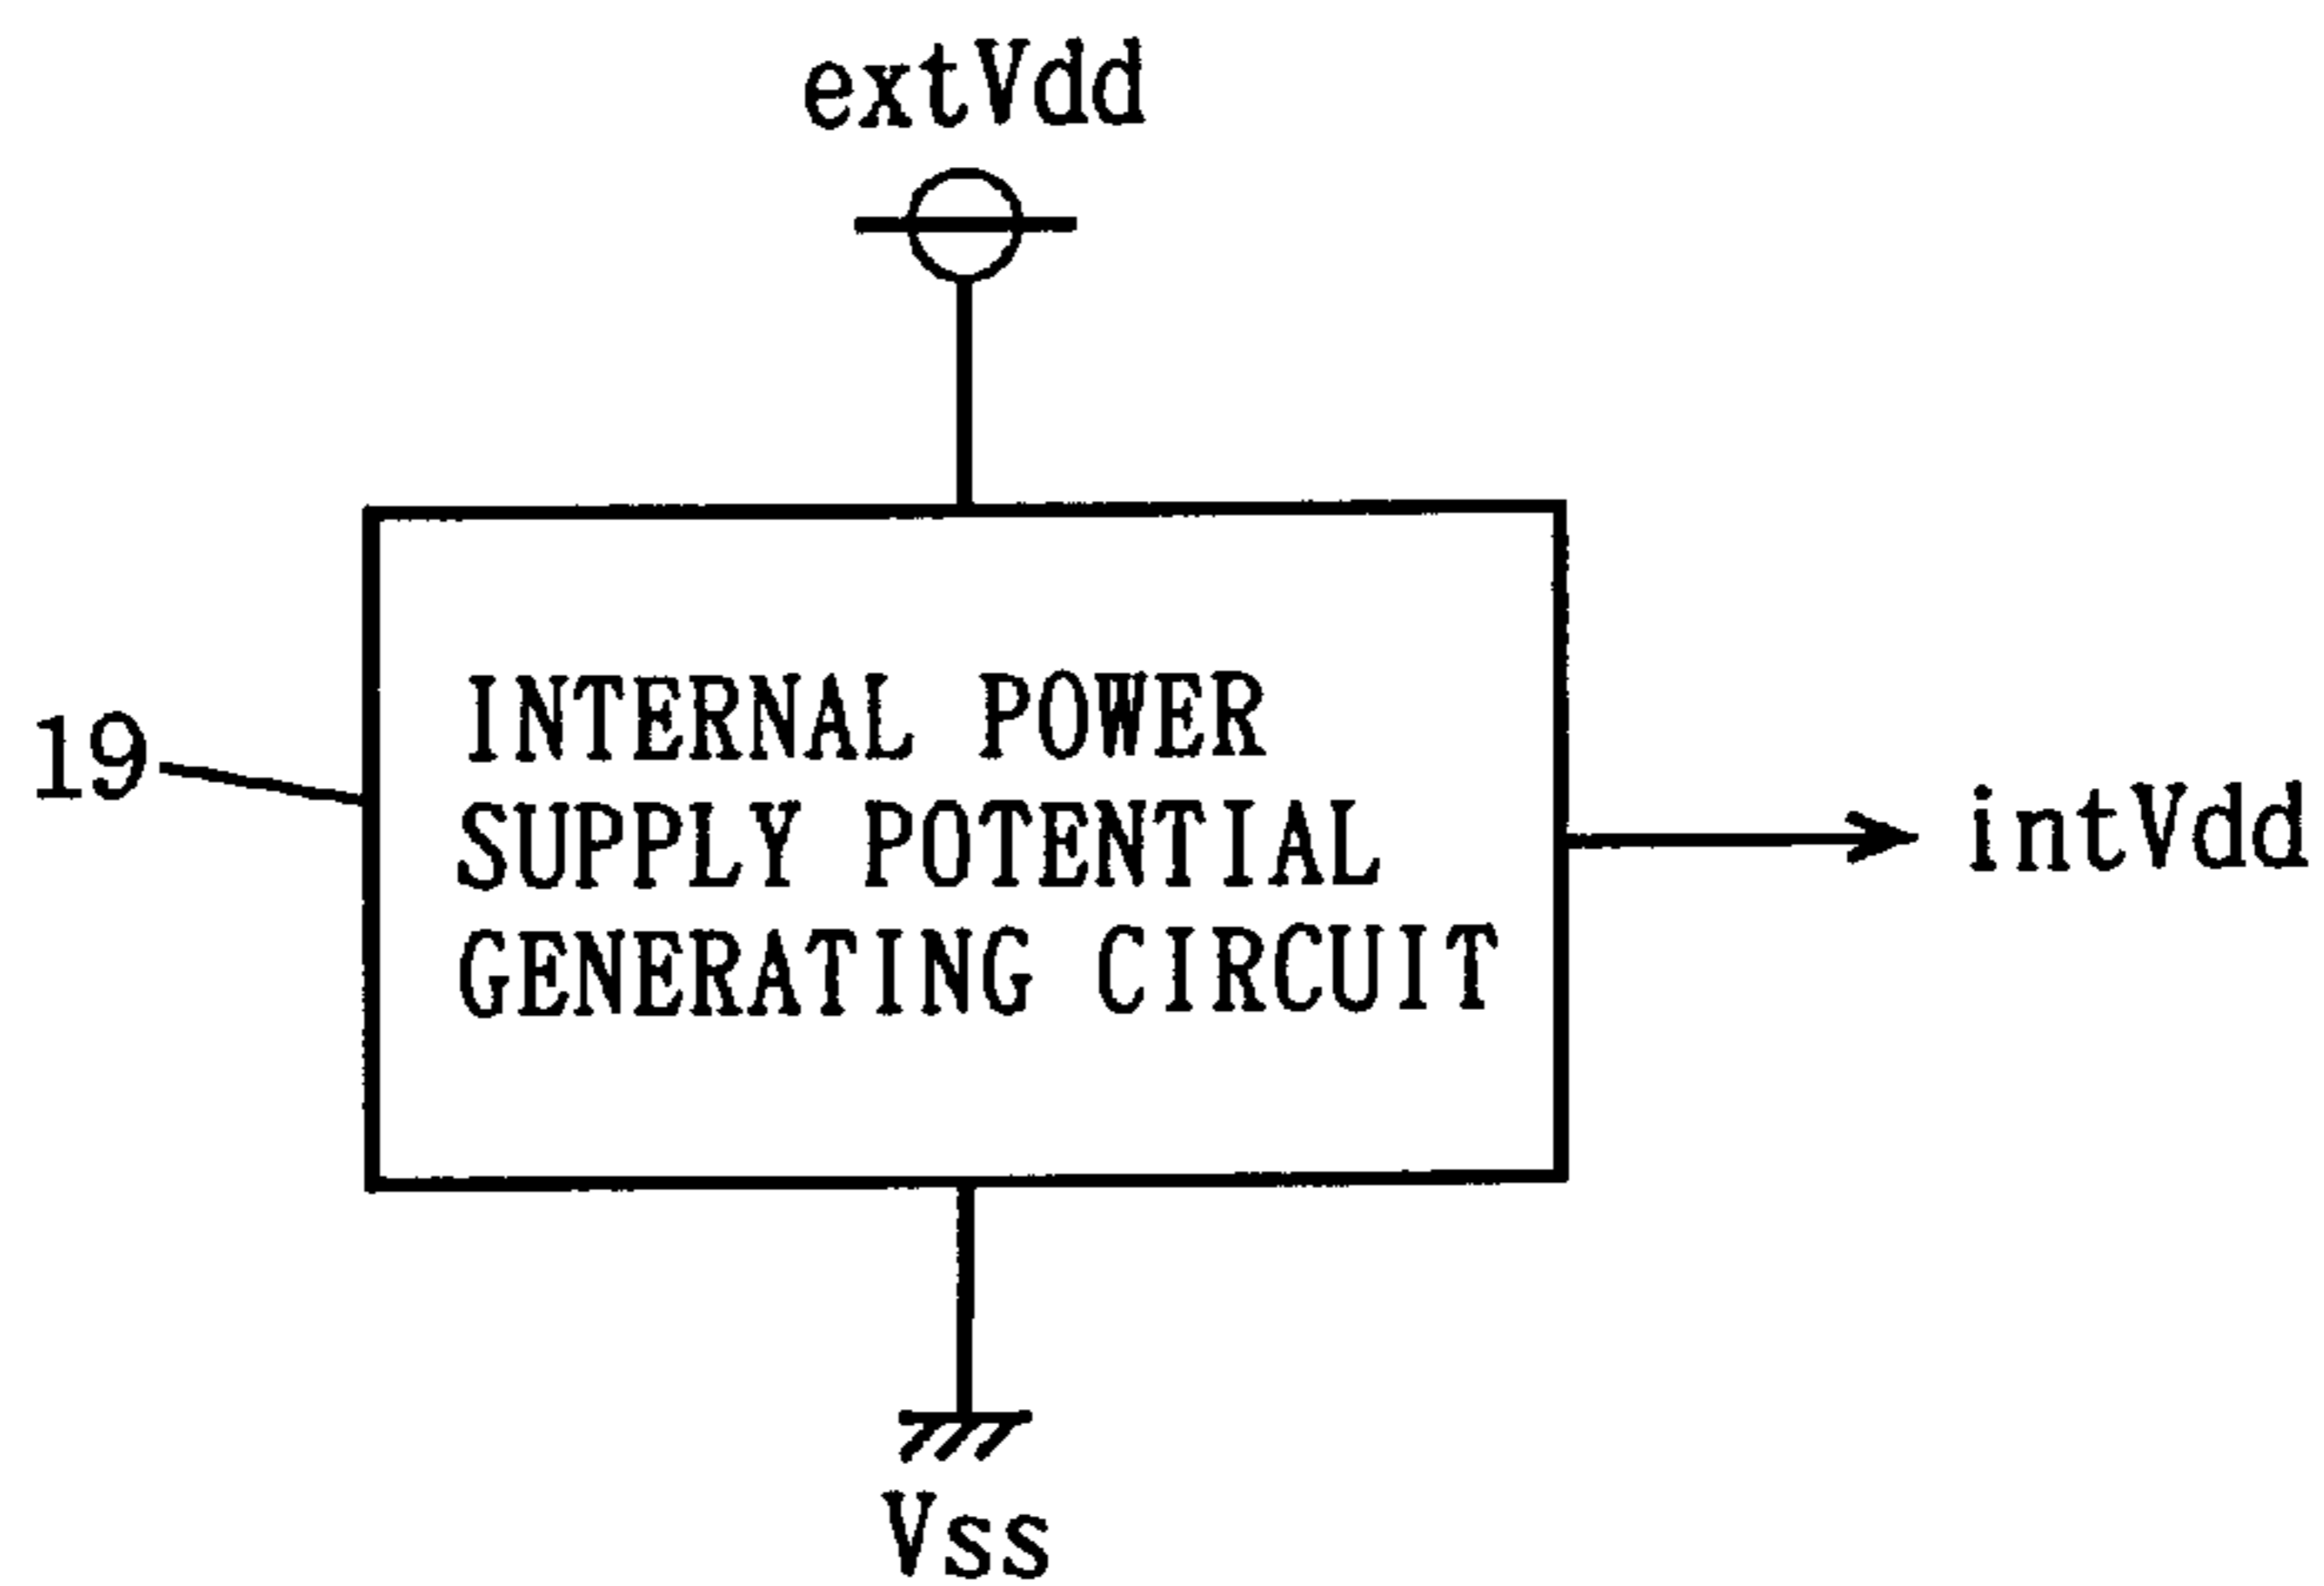 extVdd
INTERNAL POWER
SUPPLY POTENTIAL
GENERATING CIRCUIT
19
intVdd
Vss